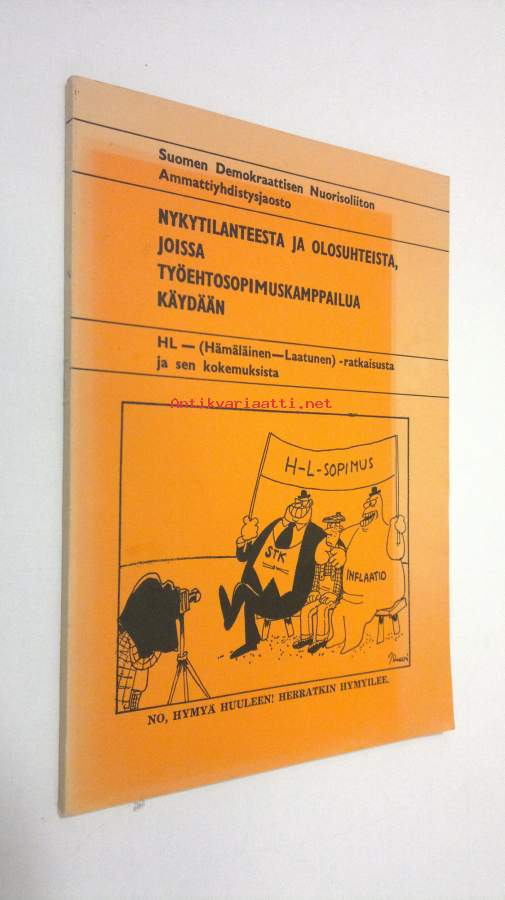 Suomen Demokraattisen Nuorisoliiton
Ammattiyhdistysjaosto
NYKYTILANTEESTA JA OLOSUHTEISTA,
JOISSA
TYÖEHTOSOPIMUSKAMPPAILUA
KÄYDÄÄN
HL — (Hämäläinen—Laatunen) -ratkaisusta
ja sen kokemuksista
Antikvariaatti.net
H-L-SOPIMUS
STK
INFLAATIO
NO, HYMYÄ HUULEEN! HERRATKIN HYMYILEE.